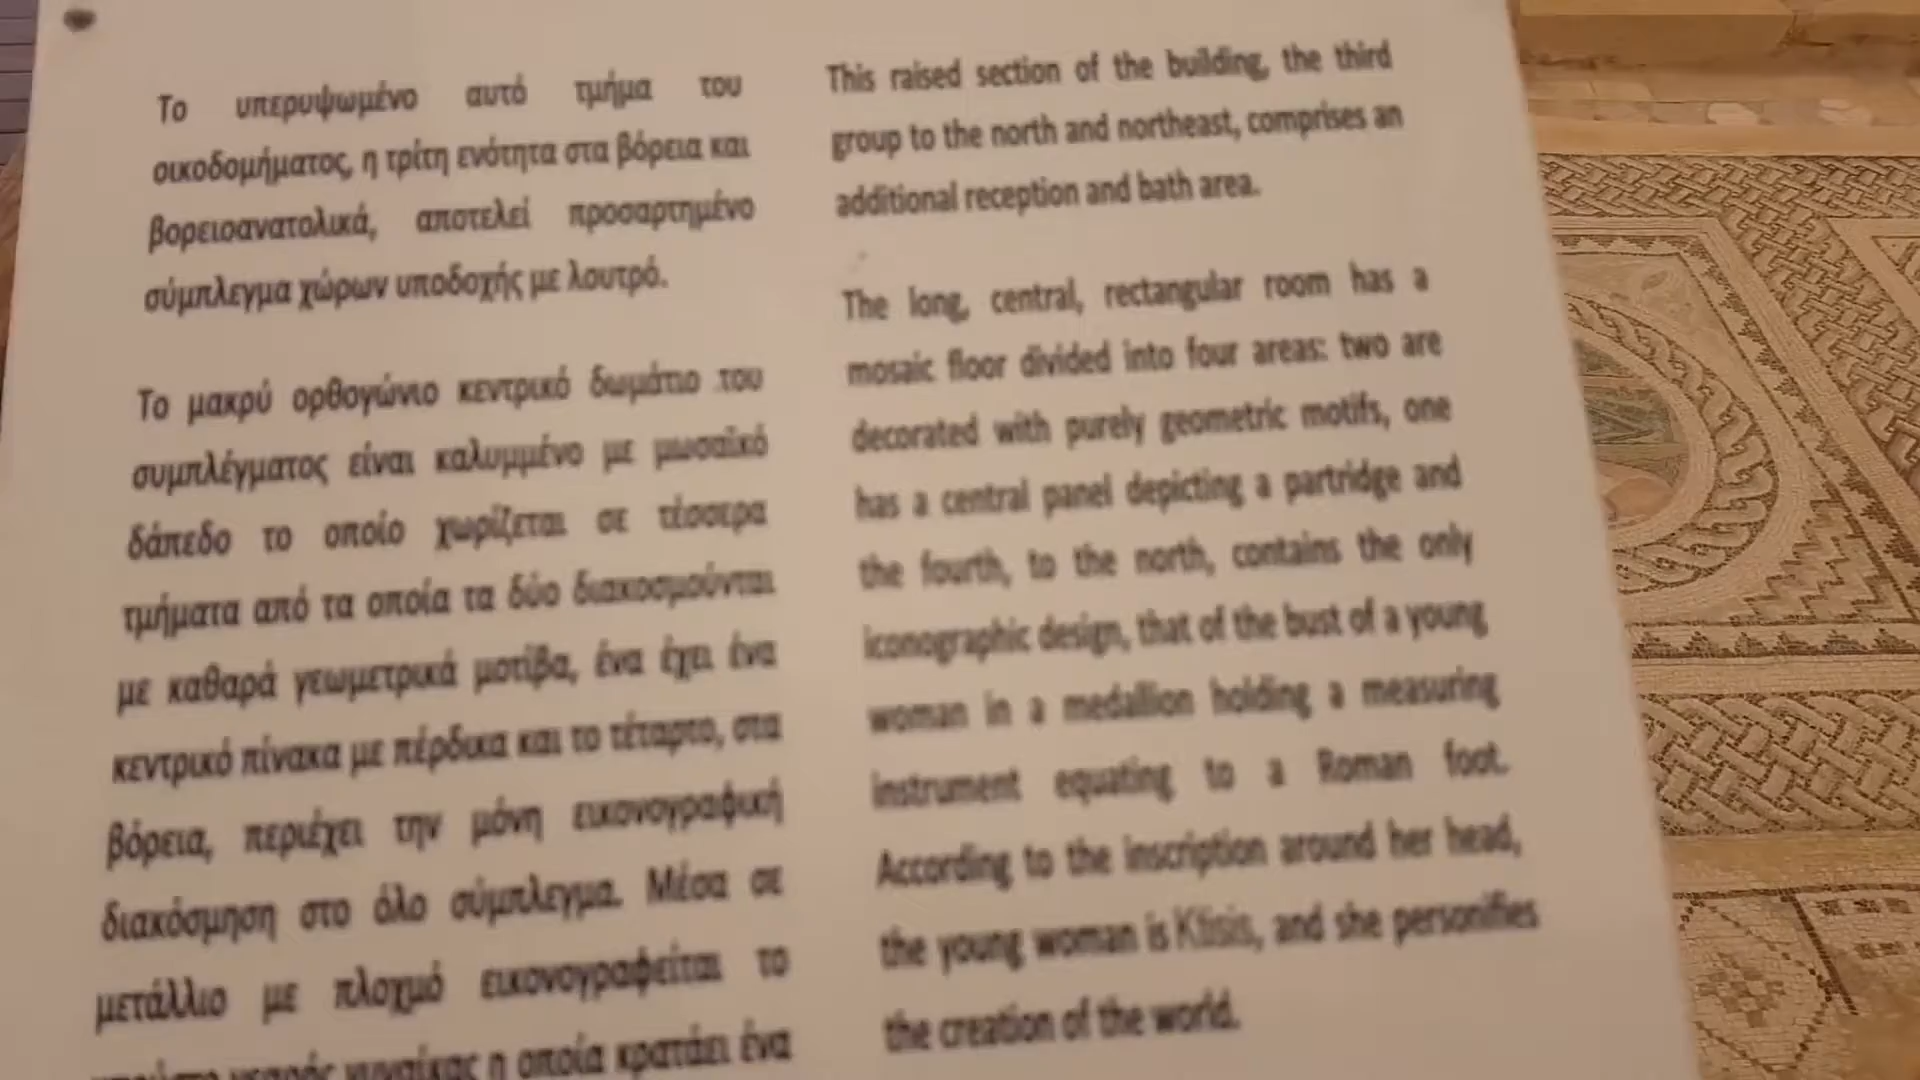 Το υπερυψωμένο αυτό τμήμα του
οικοδομήματος, η τρίτη ενότητα στα βόρεια και
βορειοανατολικά, αποτελεί προσαρτημένο
σύμπλεγμα χώρων υποδοχής με λουτρό.
Το μακρύ ορθογώνιο κεντρικό δωμάτιο του
συμπλέγματος είναι καλυμμένο με μωσαϊκό
δάπεδο το οποίο χωρίζεται σε τέσσερα
τμήματα από τα οποία τα δύο διακοσμούνται
με καθαρά γεωμετρικά μοτίβα, ένα έχει ένα
κεντρικό πίνακα με πέρδικα και το τέταρτο, στα
βόρεια, περιέχει την μόνη εικονογραφική
διακόσμηση στο όλο σύμπλεγμα. Μέσα σε
μετάλλιο με πλοχμό εικονογραφείται το
νεαρής γυναίκας η οποία κρατάει ένα
This raised section of the building, the third
group to the north and northeast, comprises an
additional reception and bath area.
The long, central, rectangular room has a
mosaic floor divided into four areas: two are
decorated with purely geometric motifs, one
has a central panel depicting a partridge and
the fourth, to the north, contains the only
iconographic design, that of the bust of a young
woman in a medallion holding a measuring
instrument equating to a Roman foot.
According to the inscription around her head,
the young woman is Ktisis, and she personifies
the creation of the world.